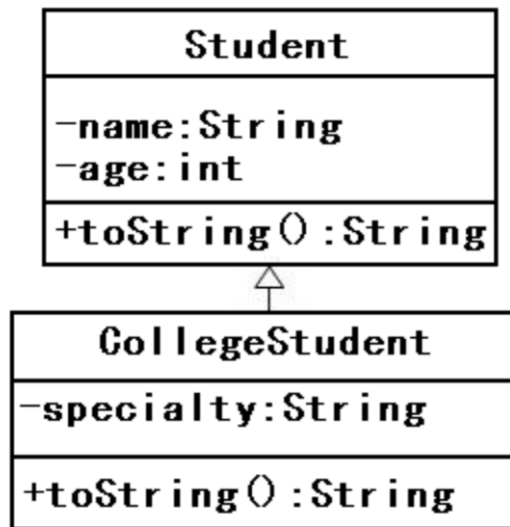 Student
-name:String
-age:int
+toString():String
CollegeStudent
-specialty:String
+toString():String